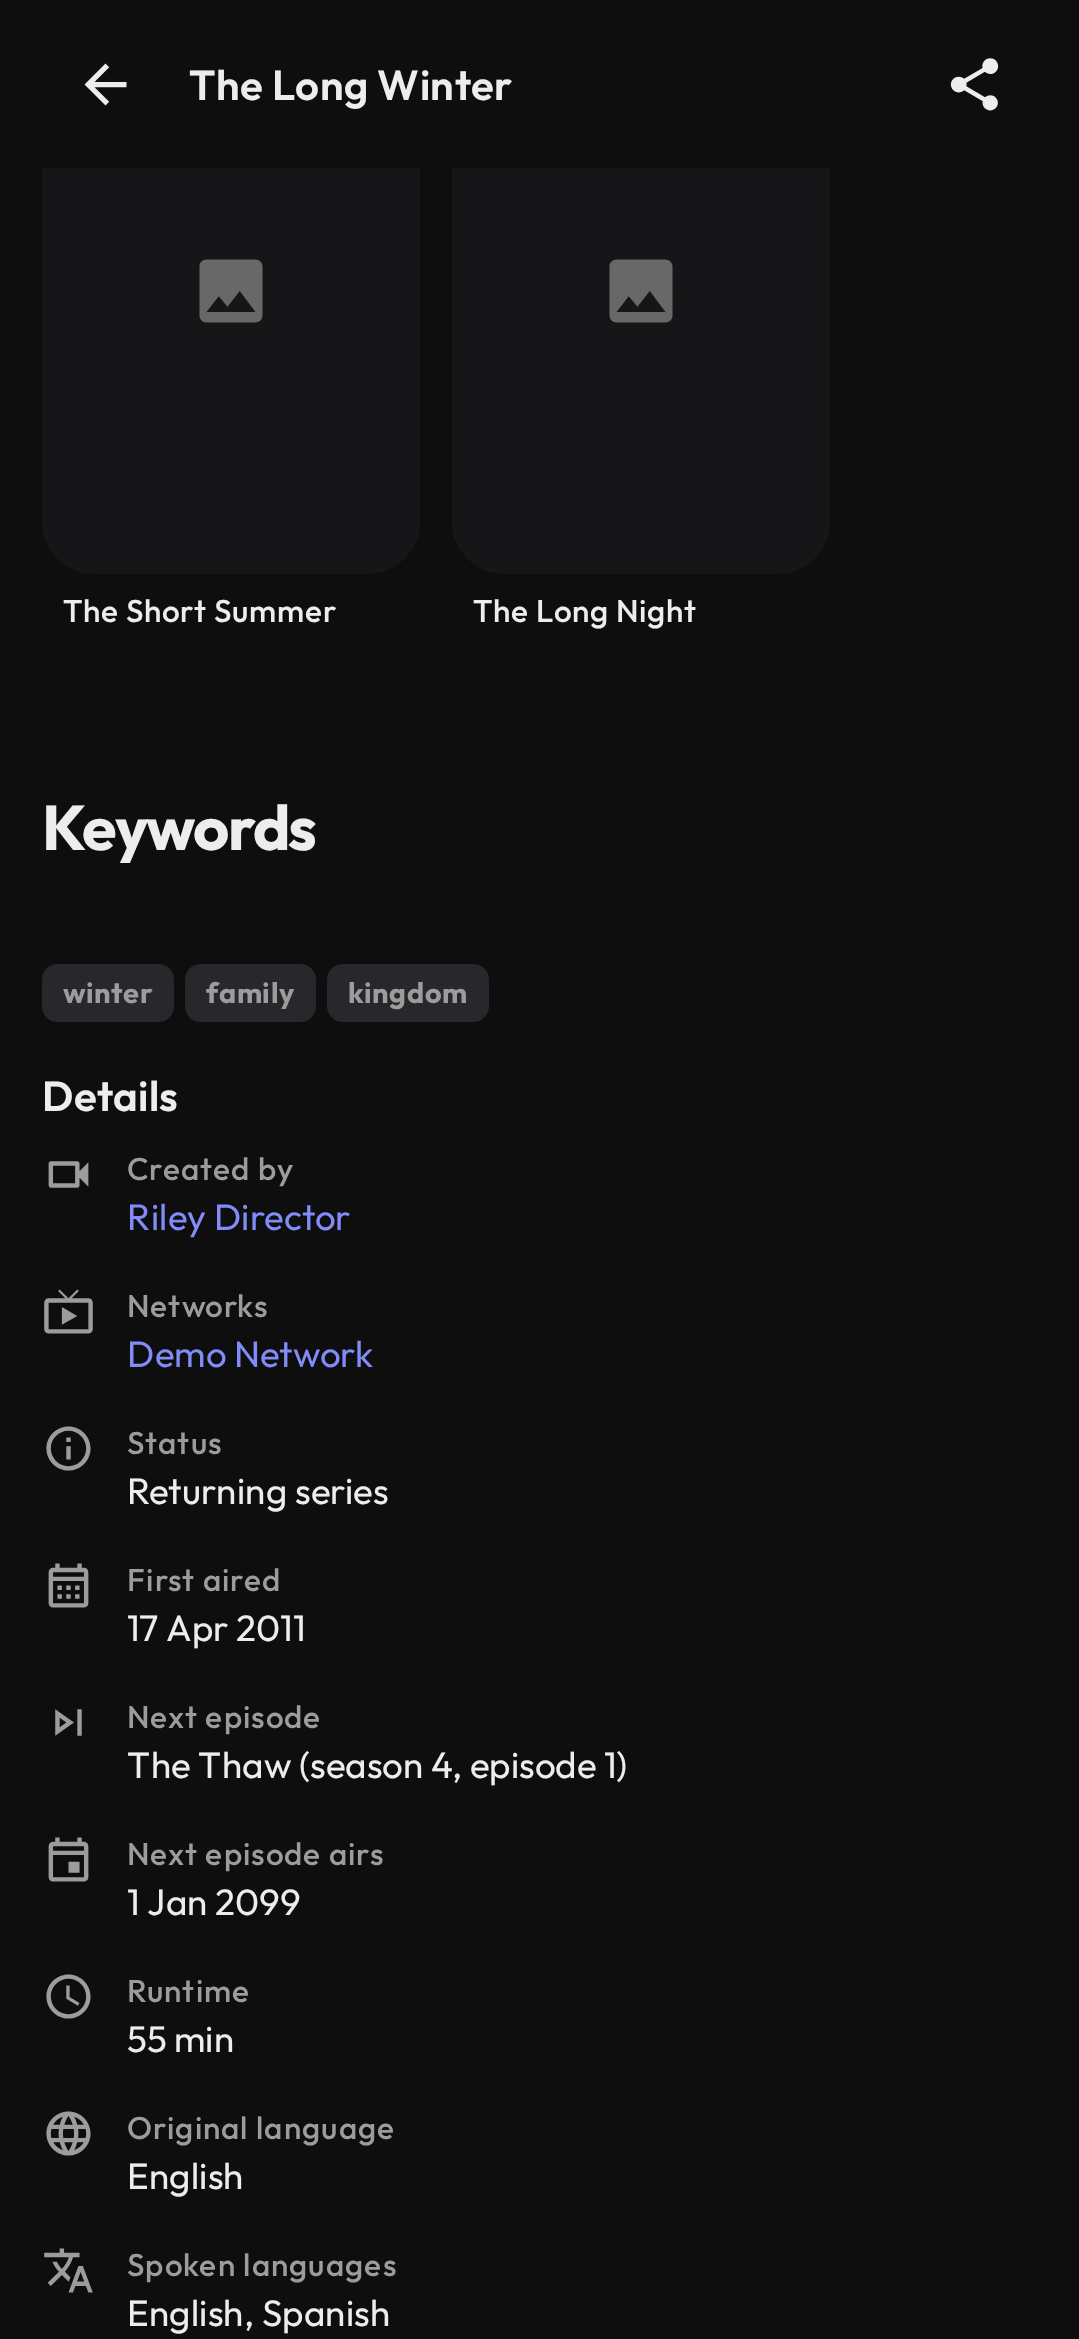 The Long Winter
The Short Summer
The Long Night
Keywords
winter
family
kingdom
Details
Created by
Riley Director
Networks
Demo Network
Status
Returning series
First aired
17 Apr 2011
Next episode
The Thaw (season 4, episode 1)
Next episode airs
1 Jan 2099
Runtime
55 min
Original language
English
Spoken languages
English, Spanish